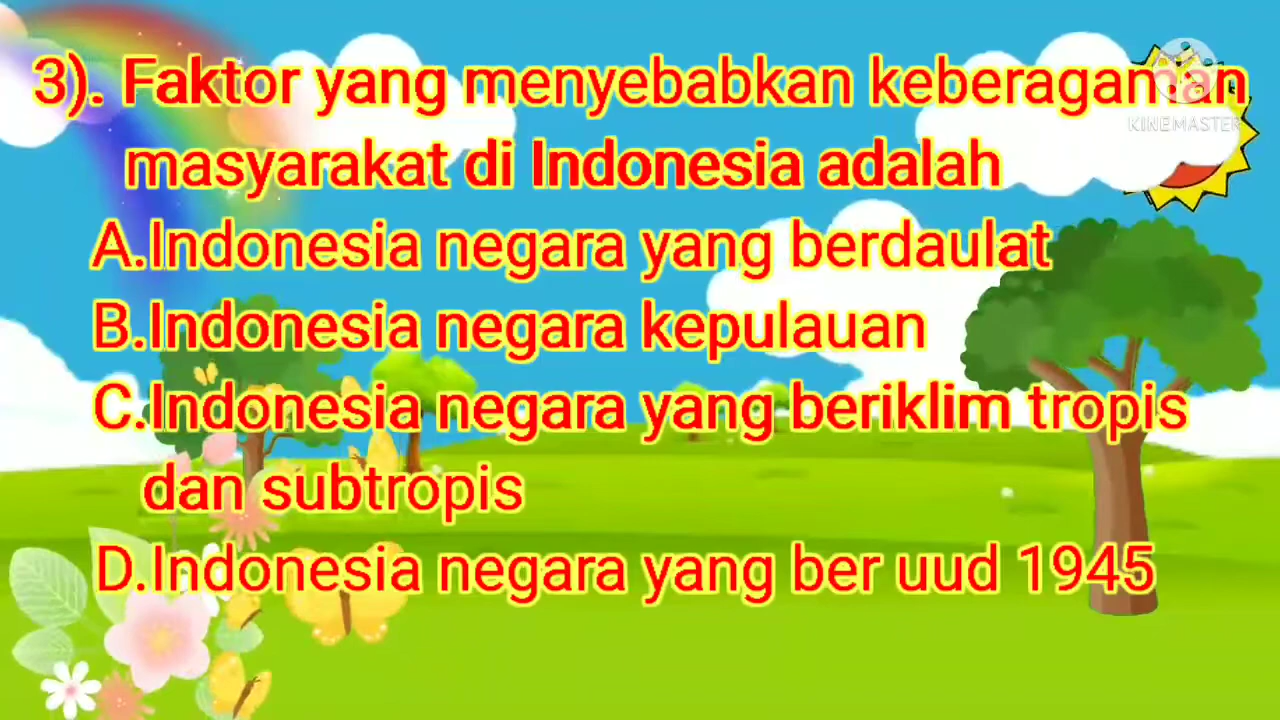 3). Faktor yang menyebabkan keberagaman
masyarakat di Indonesia adalah
A.Indonesia negara yang berdaulat
B.Indonesia negara kepulauan
C.Indonesia negara yang beriklim tropis
dan subtropis
D.Indonesia negara yang ber uud 1945
KINEMASTER